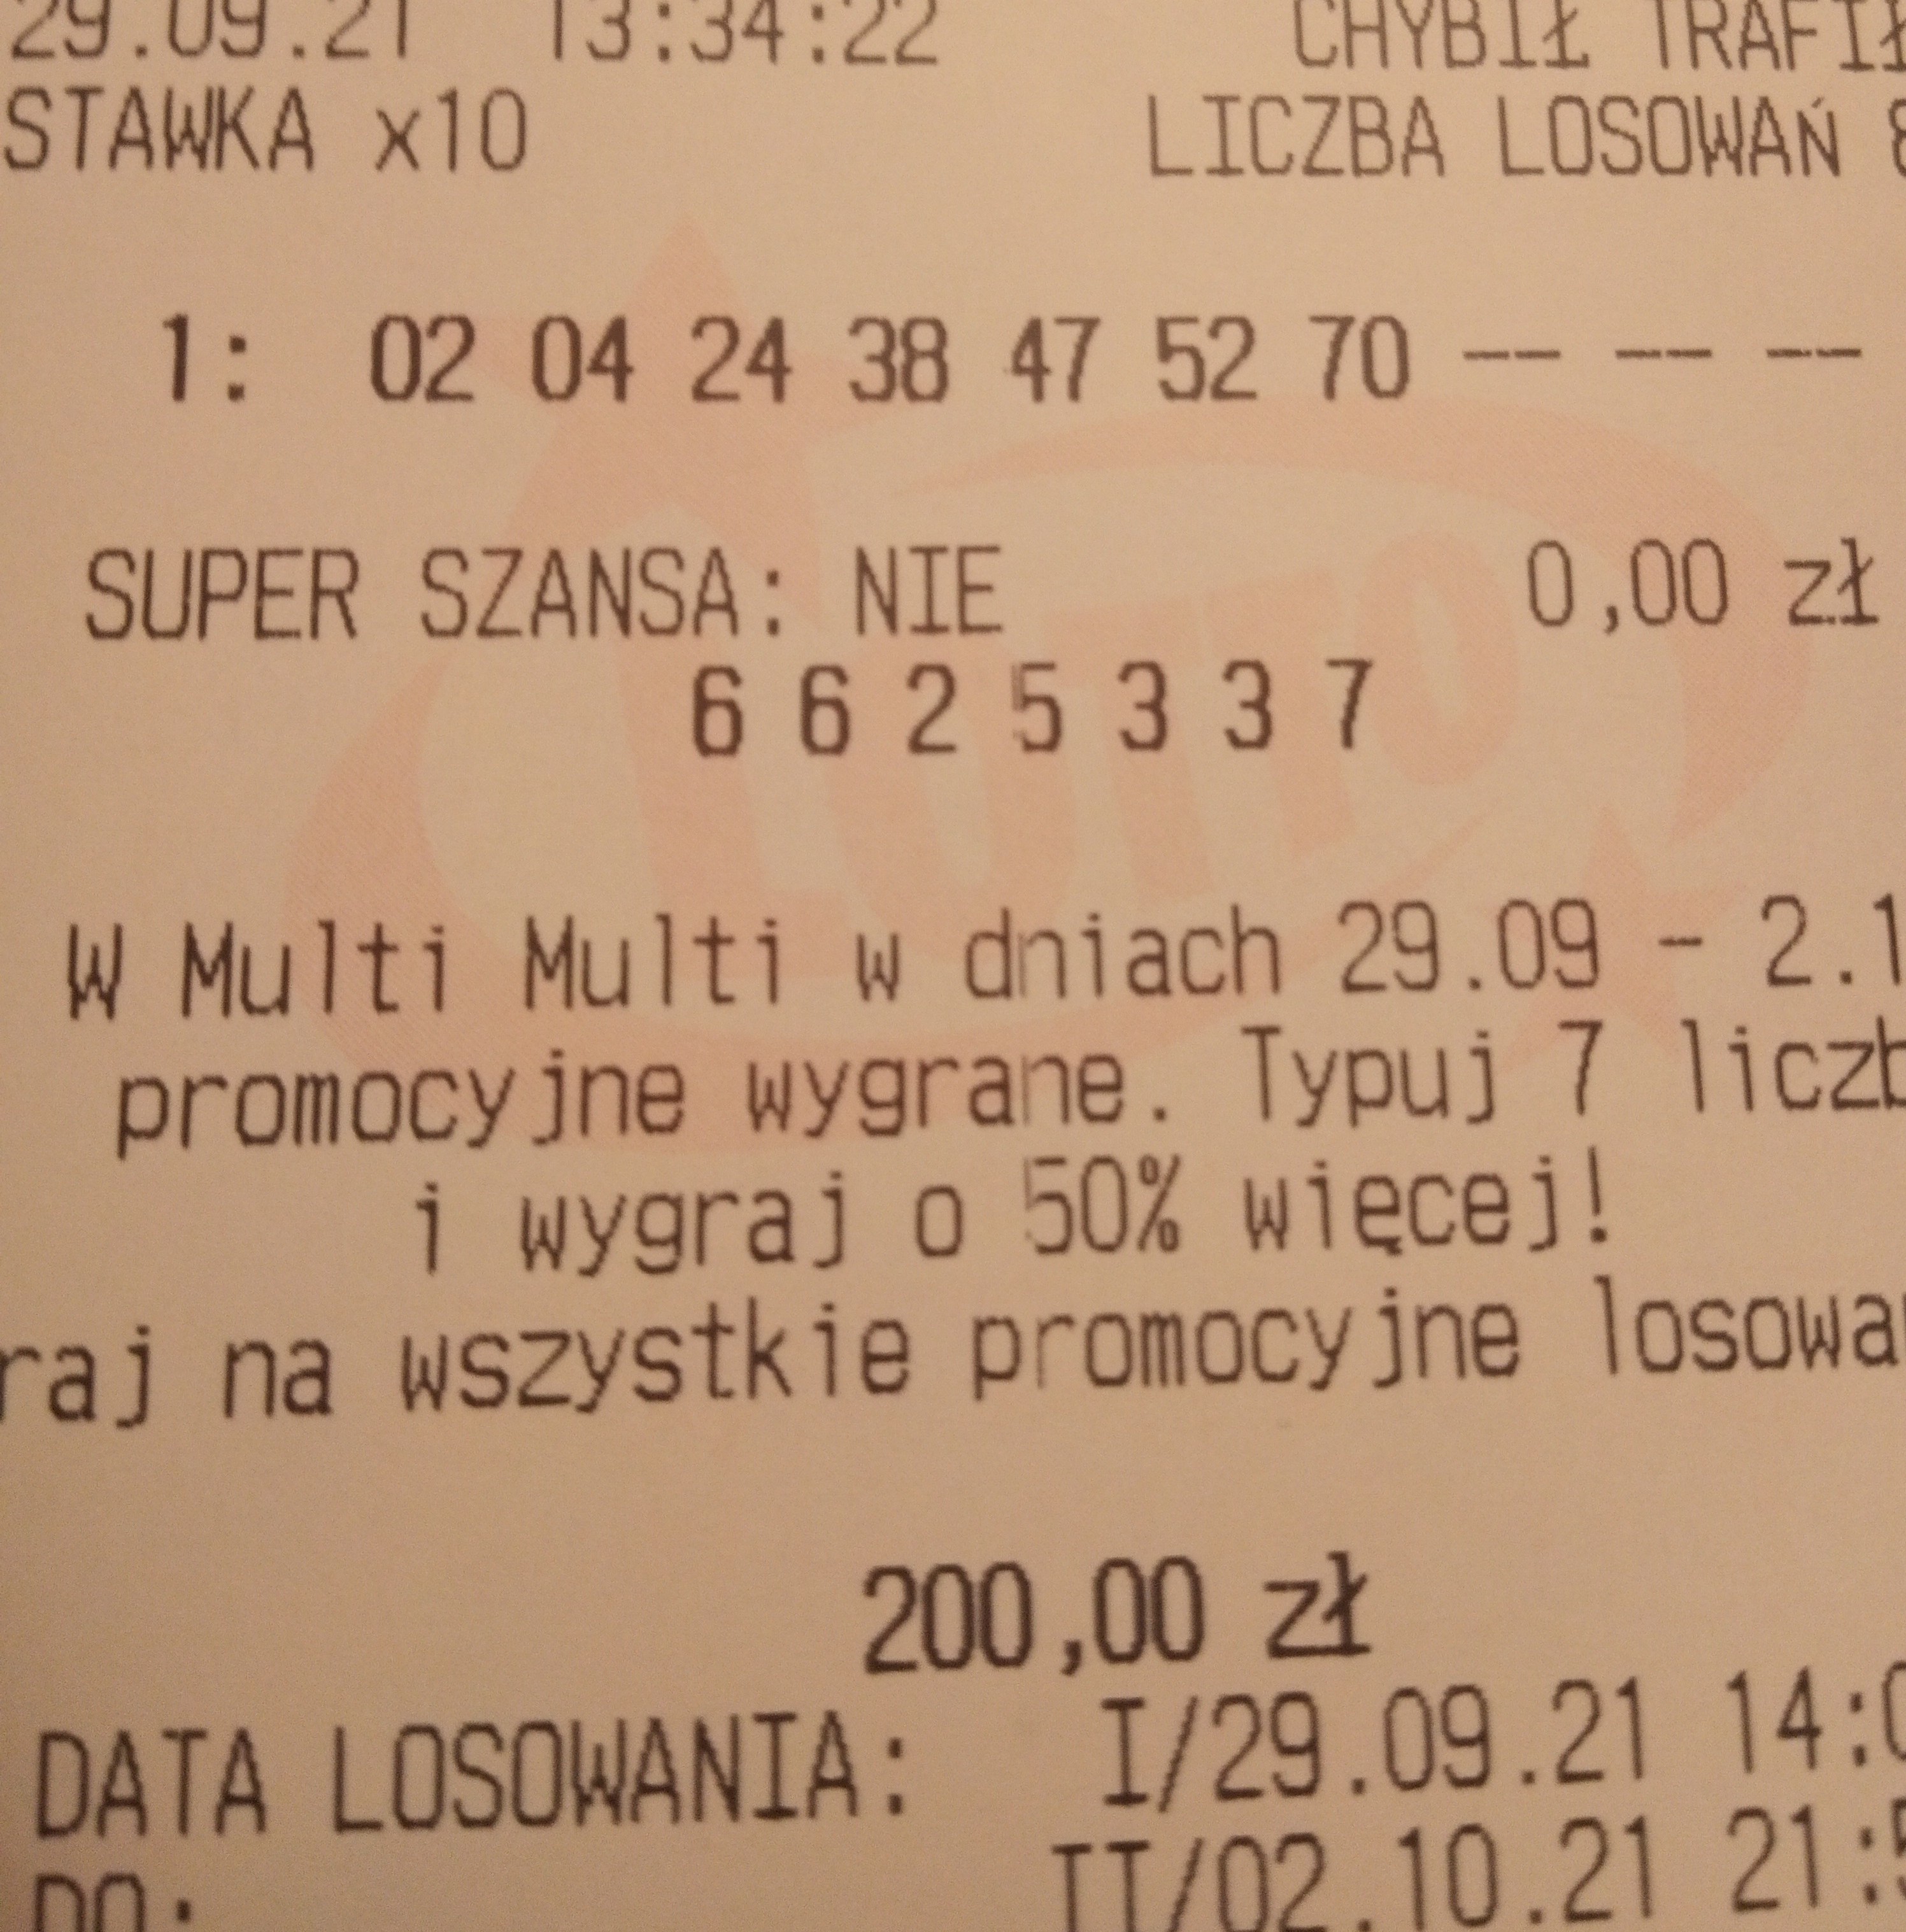 29.09.21 13:34:22 CHYBIŁ TRAFIŁ
STAWKA x10 LICZBA LOSOWAŃ 8
1: 02 04 24 38 47 52 70 -- -- --
SUPER SZANSA: NIE 0,00 zł
6 6 2 5 3 3 7
LOTTO
W Multi Multi w dniach 29.09 - 2.1
promocyjne wygrane. Typuj 7 liczb
i wygraj o 50% więcej!
raj na wszystkie promocyjne losowa
200,00 zł
DATA LOSOWANIA: I/29.09.21 14:0
DO: II/02.10.21 21:5